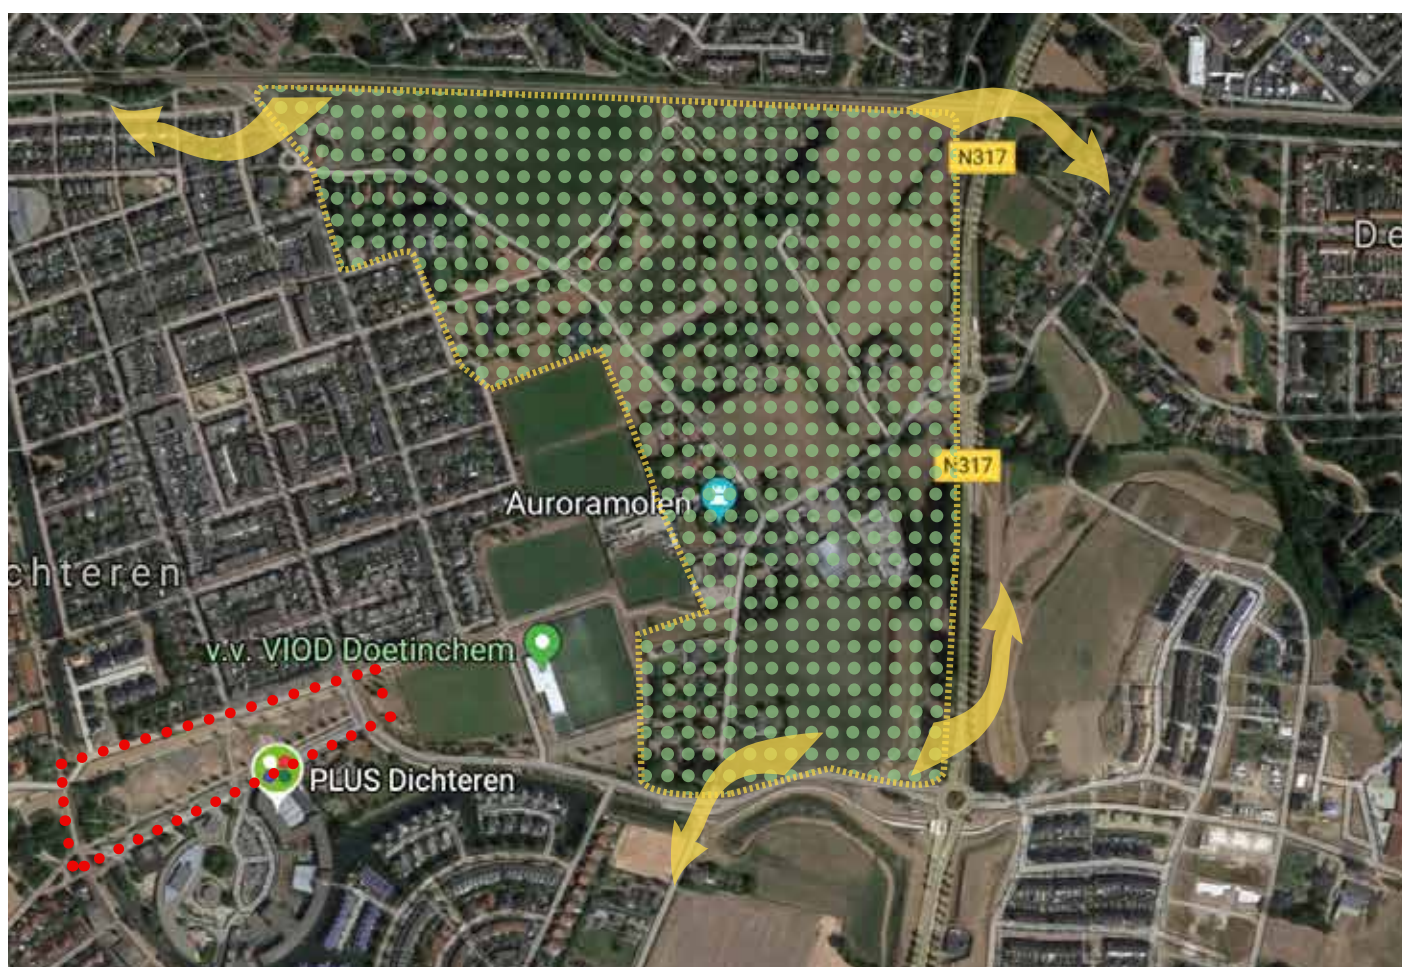 N317
De
N317
Auroramolen
chteren
v.v. VIOD Doetinchem
PLUS Dichteren